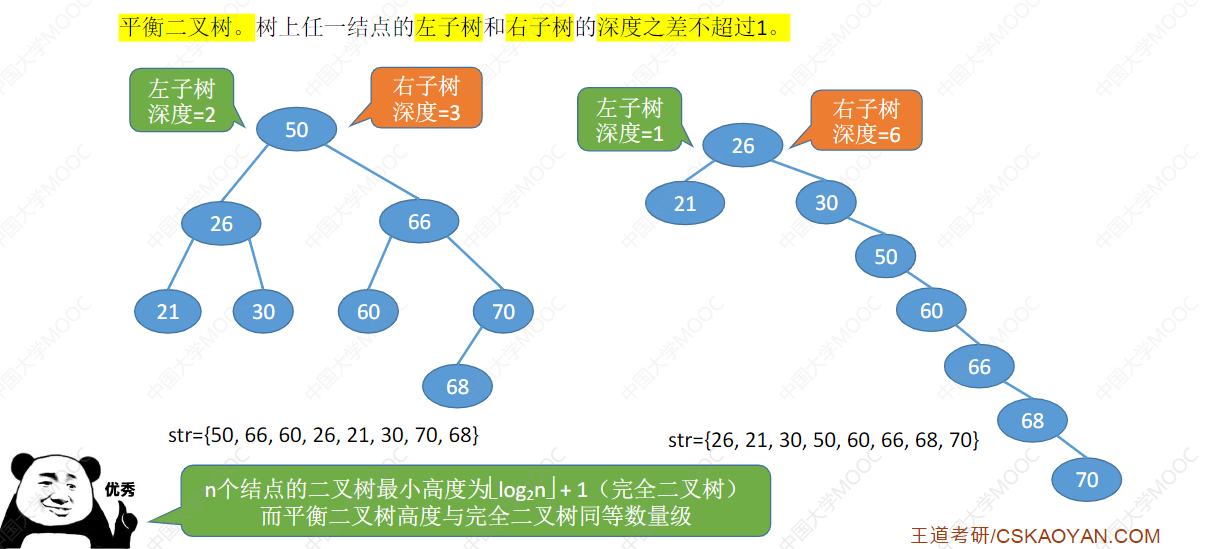 平衡二叉树。树上任一结点的左子树和右子树的深度之差不超过1。
左子树
深度=2
右子树
深度=3
50
26
66
21
30
60
70
68
str={50, 66, 60, 26, 21, 30, 70, 68}
左子树
深度=1
右子树
深度=6
26
21
30
50
60
66
68
70
str={26, 21, 30, 50, 60, 66, 68, 70}
优秀
n个结点的二叉树最小高度为⌊log₂n⌋ + 1（完全二叉树）
而平衡二叉树高度与完全二叉树同等数量级
王道考研/CSKAOYAN.COM
中国大学MOOC